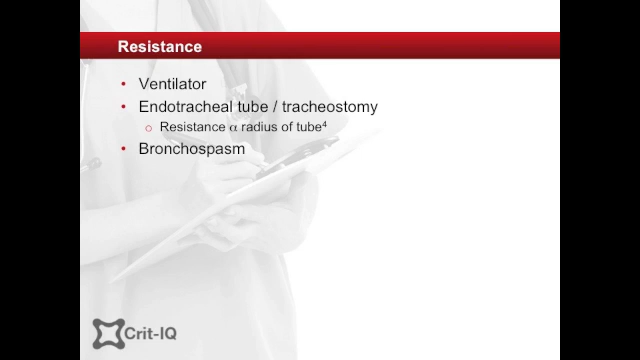 Resistance
• Ventilator
• Endotracheal tube / tracheostomy
○ Resistance α radius of tube⁴
• Bronchospasm
Crit-IQ